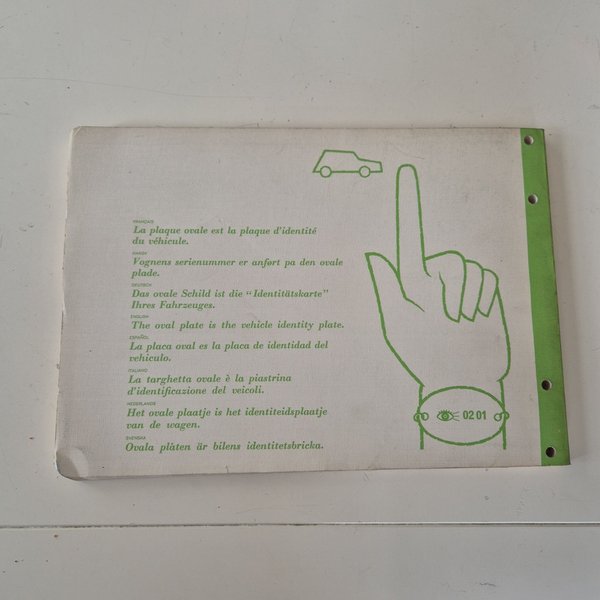 FRANÇAIS
La plaque ovale est la plaque d'identité
du véhicule.
DANSK
Vognens serienummer er anført pa den ovale
plade.
DEUTSCH
Das ovale Schild ist die "Identitätskarte"
Ihres Fahrzeuges.
ENGLISH
The oval plate is the vehicle identity plate.
ESPAÑOL
La placa oval es la placa de identidad del
vehiculo.
ITALIANO
La targhetta ovale è la piastrina
d'identificazione del veicoli.
NEDERLANDS
Het ovale plaatje is het identiteidsplaatje
van de wagen.
SVENSKA
Ovala plåten är bilens identitetsbricka.
02 01